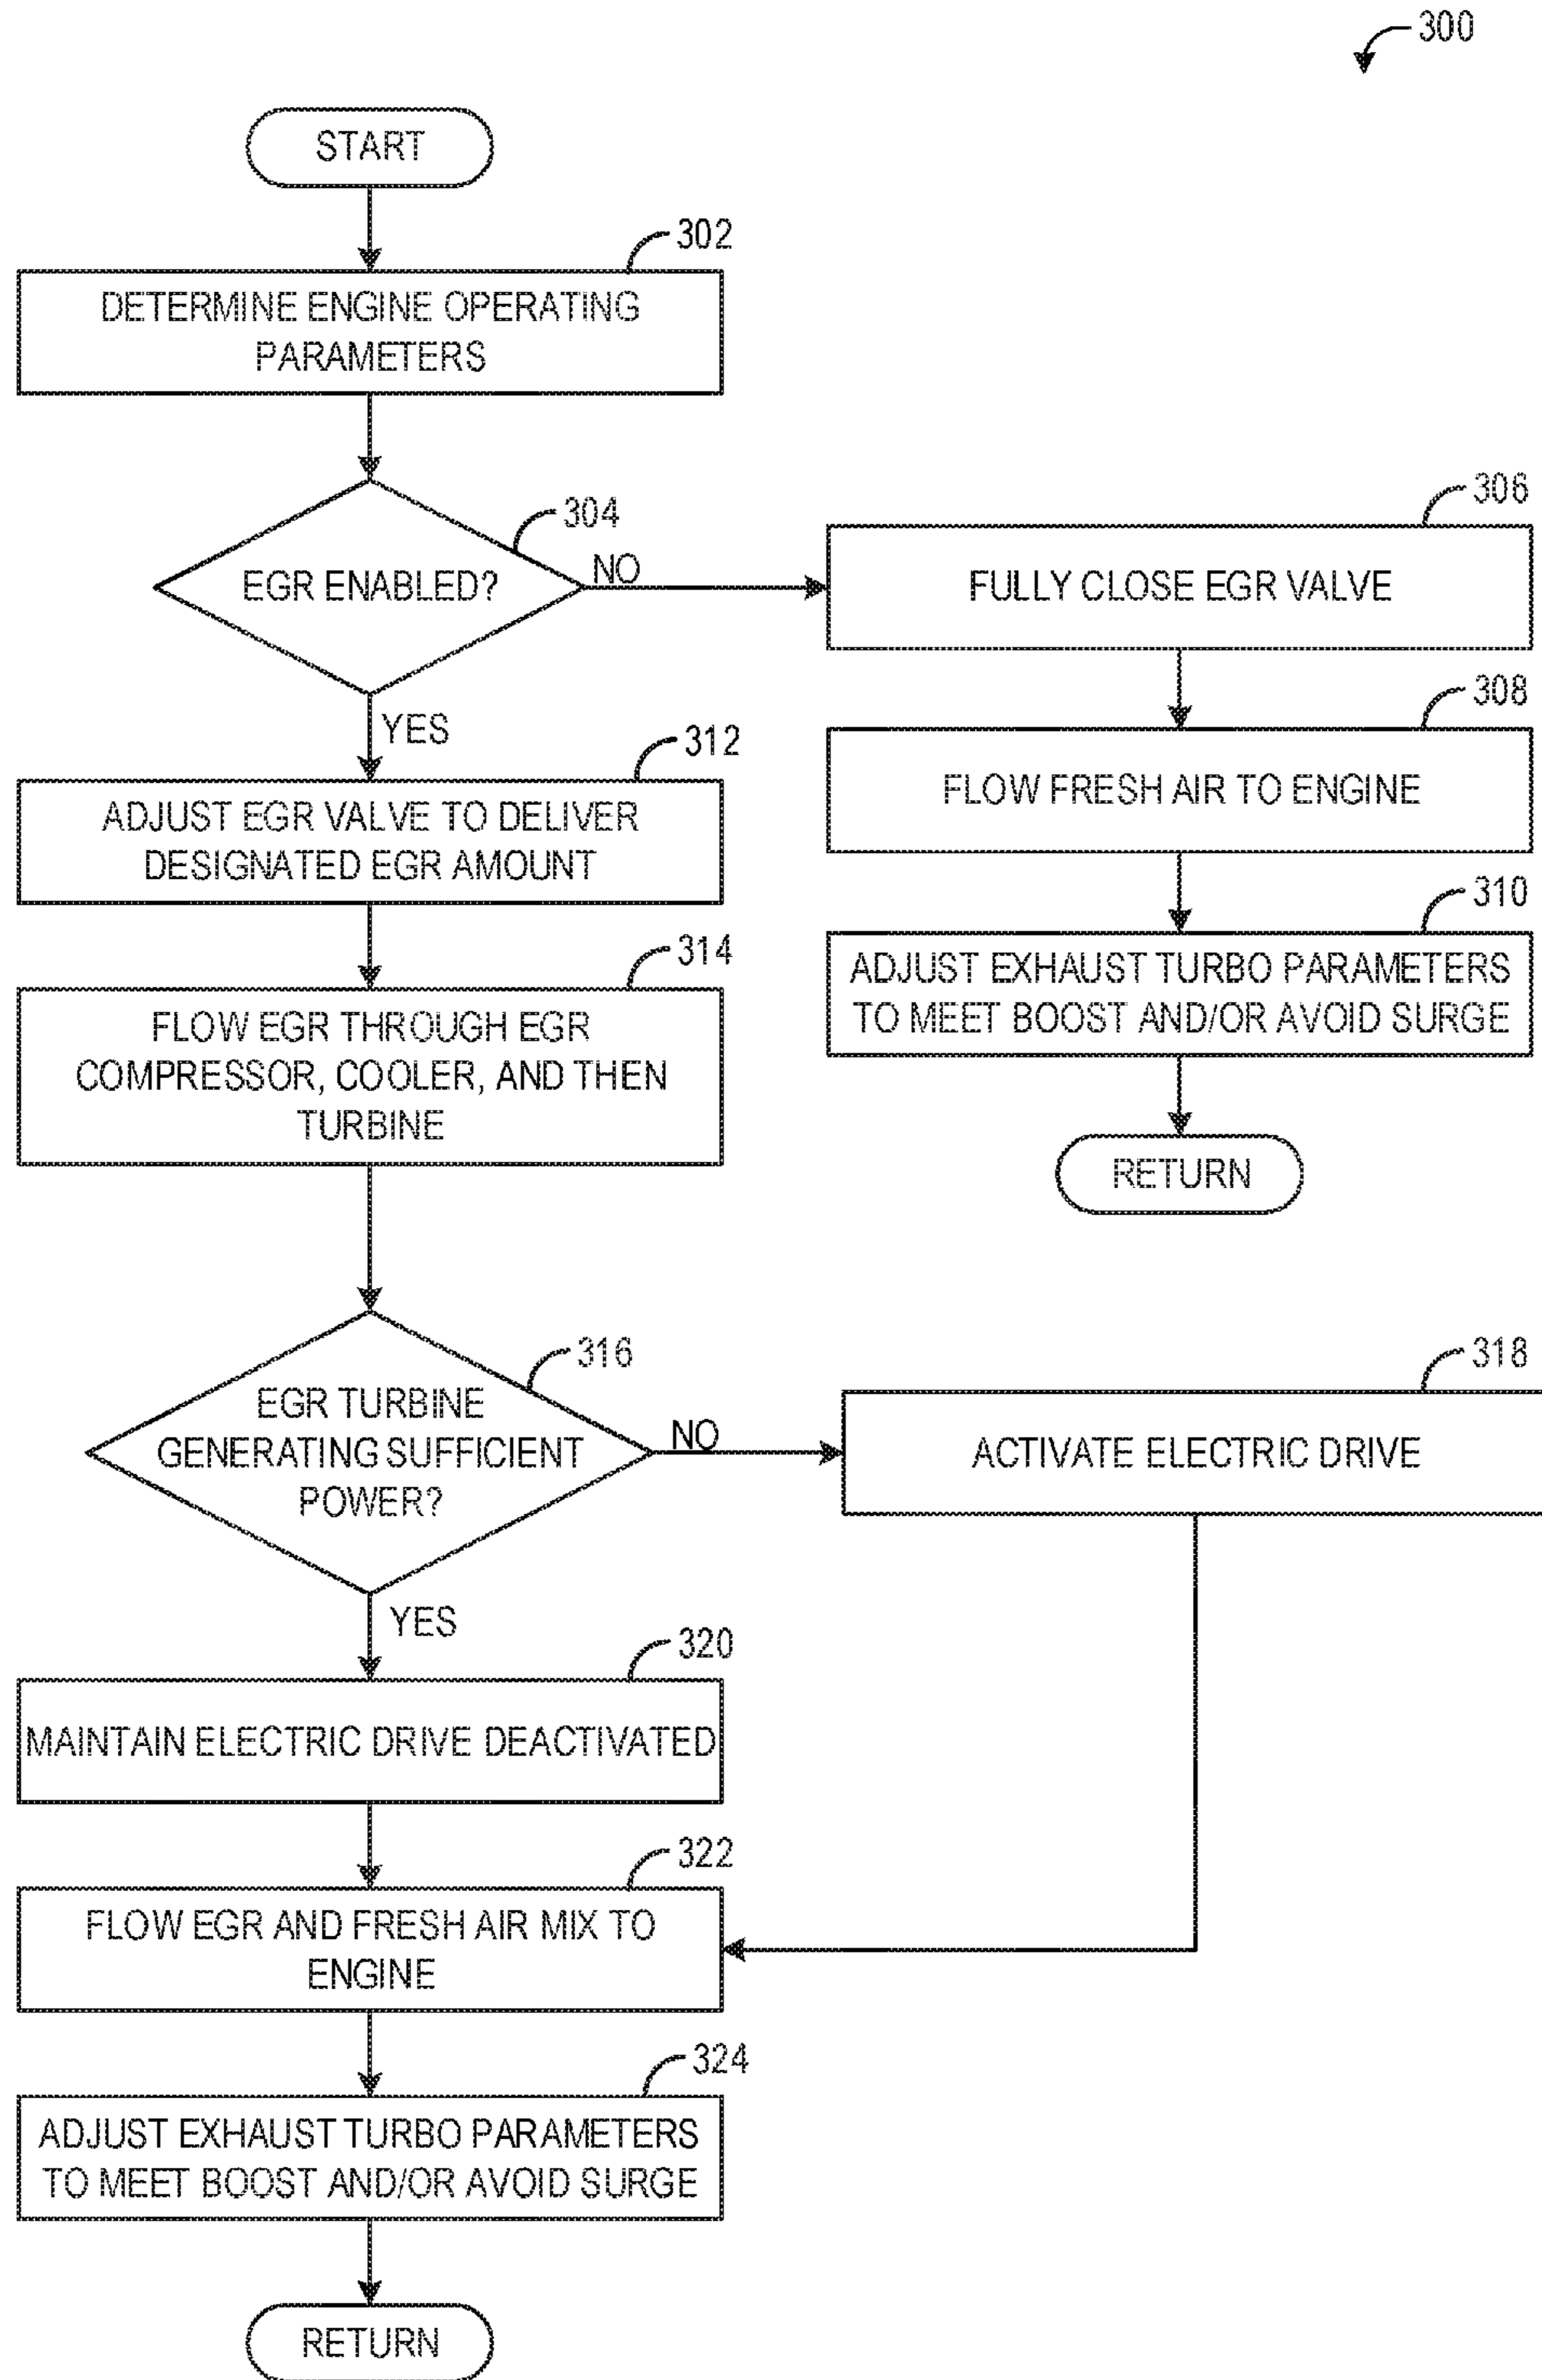 300
START
302
DETERMINE ENGINE OPERATING
PARAMETERS
304
EGR ENABLED?
NO
306
FULLY CLOSE EGR VALVE
308
FLOW FRESH AIR TO ENGINE
310
ADJUST EXHAUST TURBO PARAMETERS
TO MEET BOOST AND/OR AVOID SURGE
RETURN
YES
312
ADJUST EGR VALVE TO DELIVER
DESIGNATED EGR AMOUNT
314
FLOW EGR THROUGH EGR
COMPRESSOR, COOLER, AND THEN
TURBINE
316
EGR TURBINE
GENERATING SUFFICIENT
POWER?
NO
318
ACTIVATE ELECTRIC DRIVE
YES
320
MAINTAIN ELECTRIC DRIVE DEACTIVATED
322
FLOW EGR AND FRESH AIR MIX TO
ENGINE
324
ADJUST EXHAUST TURBO PARAMETERS
TO MEET BOOST AND/OR AVOID SURGE
RETURN